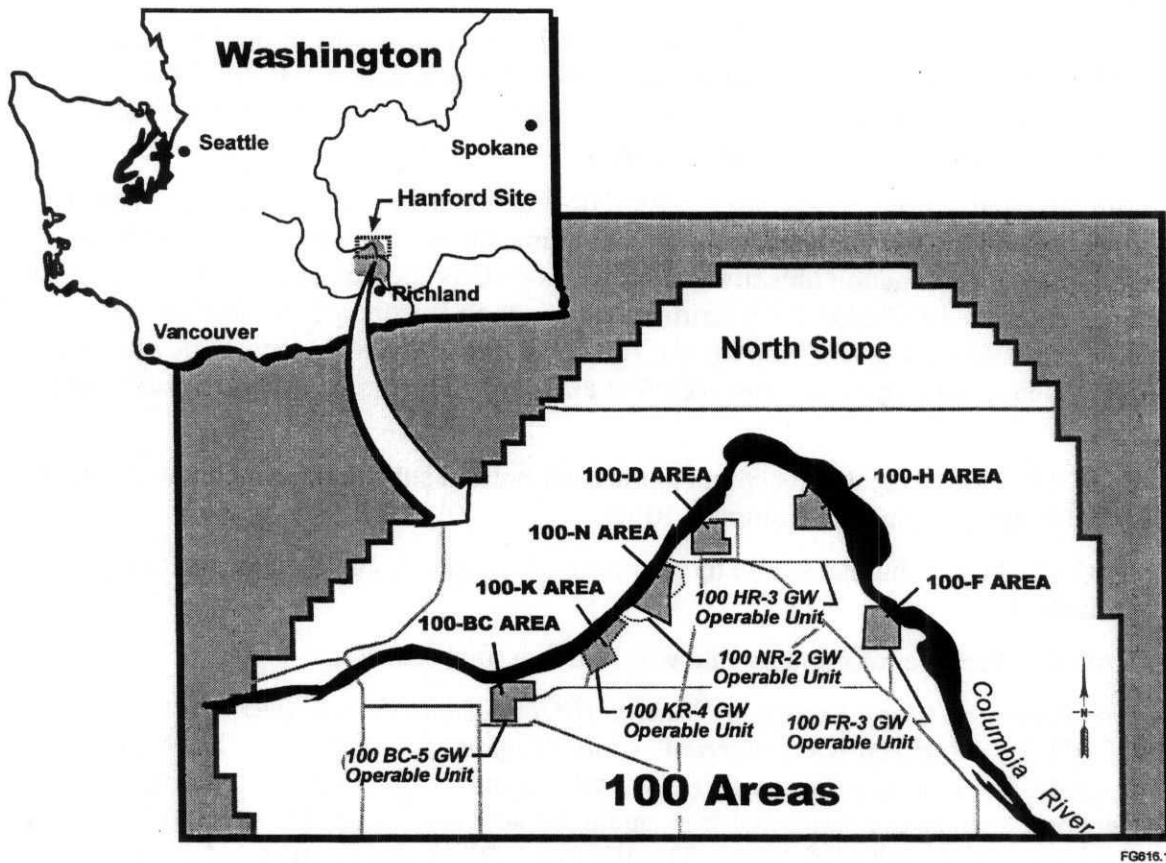 Washington
Seattle
Spokane
Hanford Site
Richland
Vancouver
North Slope
100-D AREA
100-H AREA
100-N AREA
100-K AREA
100-F AREA
100-BC AREA
100 HR-3 GW
Operable Unit
100 NR-2 GW
Operable Unit
100 KR-4 GW
Operable Unit
100 FR-3 GW
Operable Unit
100 BC-5 GW
Operable Unit
Columbia
River
N
100 Areas
FG616.1